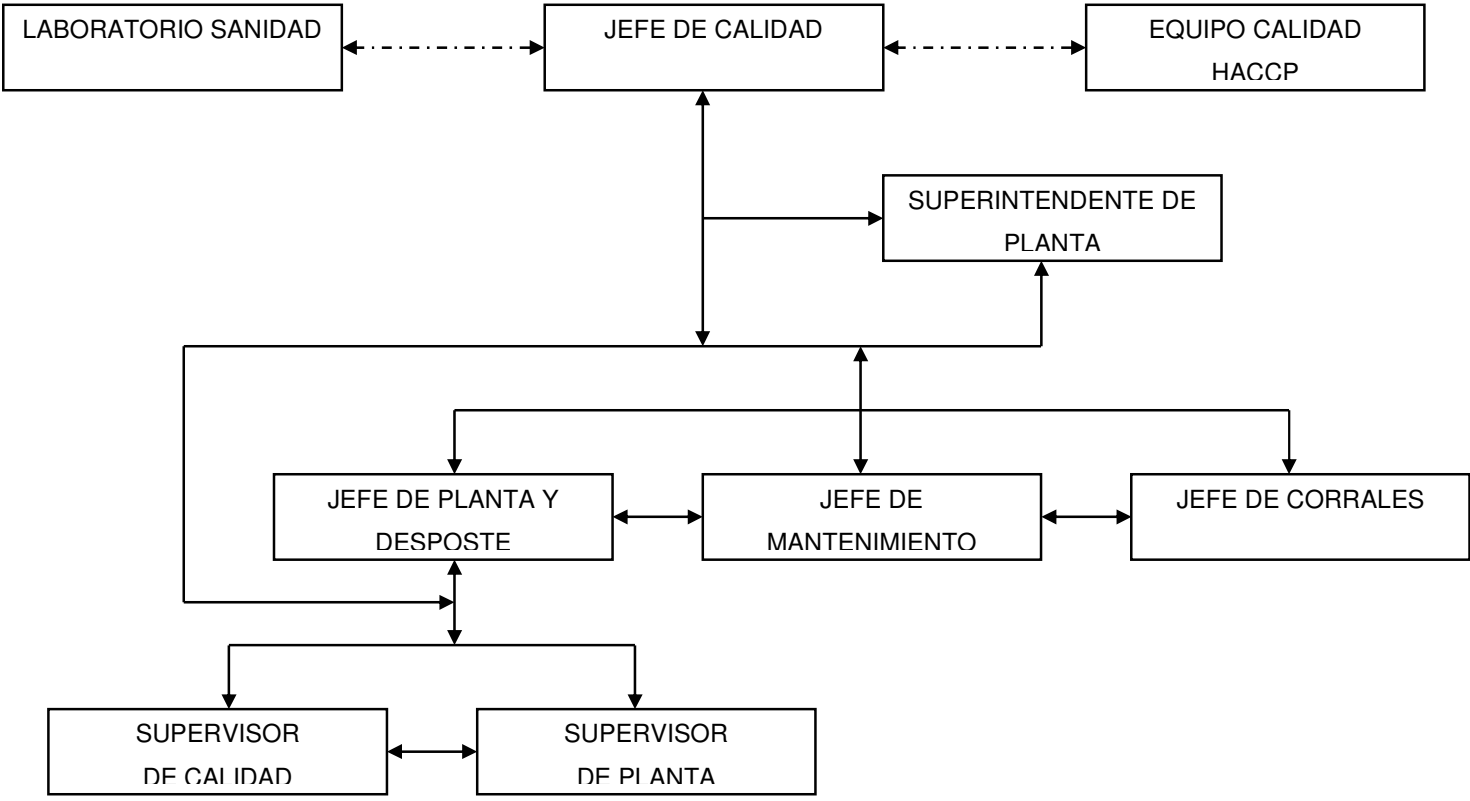 LABORATORIO SANIDAD
JEFE DE CALIDAD
EQUIPO CALIDAD
HACCP
SUPERINTENDENTE DE
PLANTA
JEFE DE PLANTA Y
DESPOSTE
JEFE DE
MANTENIMIENTO
JEFE DE CORRALES
SUPERVISOR
DE CALIDAD
SUPERVISOR
DE PLANTA